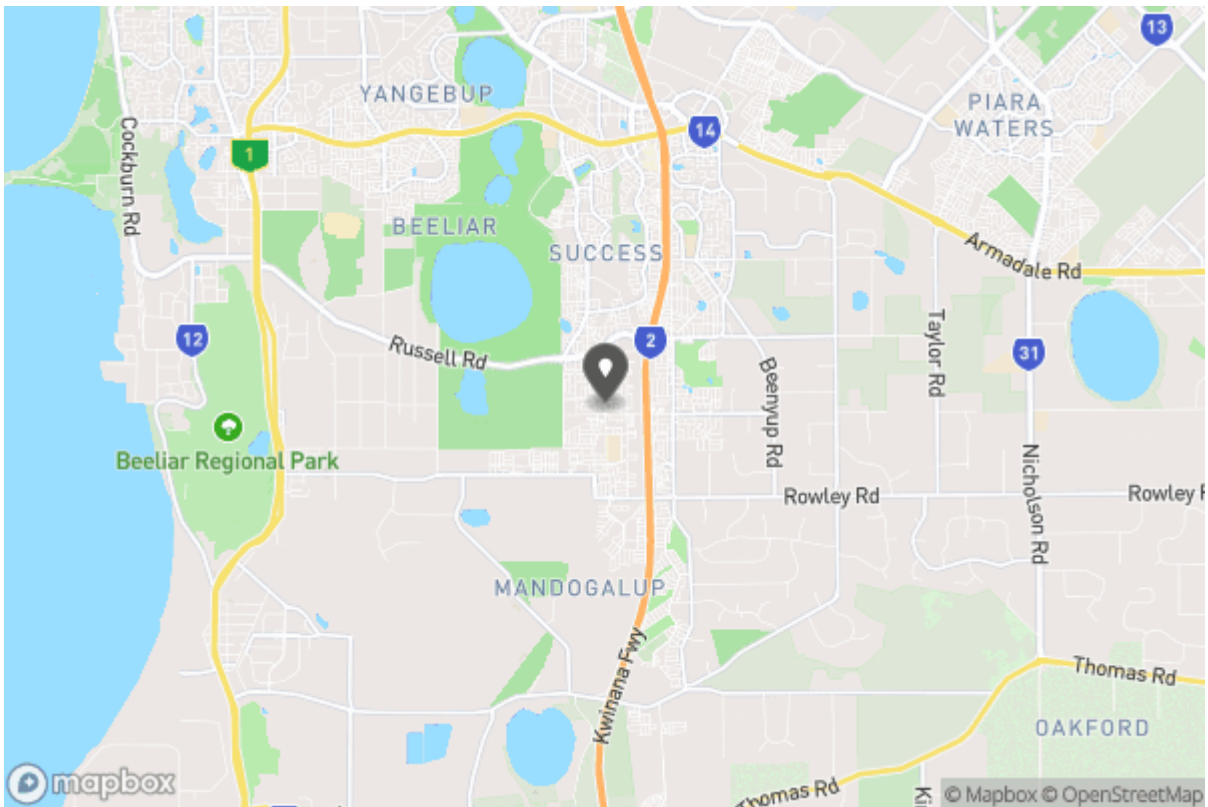 13
YANGEBUP
PIARA
WATERS
14
Cockburn Rd
1
BEELIAR
SUCCESS
Armadale Rd
12
Russell Rd
2
Taylor Rd
31
Beenyup Rd
Beeliar Regional Park
Rowley Rd
Rowley R
Nicholson Rd
MANDOGALUP
Kwinana Fwy
Thomas Rd
OAKFORD
Thomas Rd
Ki
mapbox
© Mapbox © OpenStreetMap